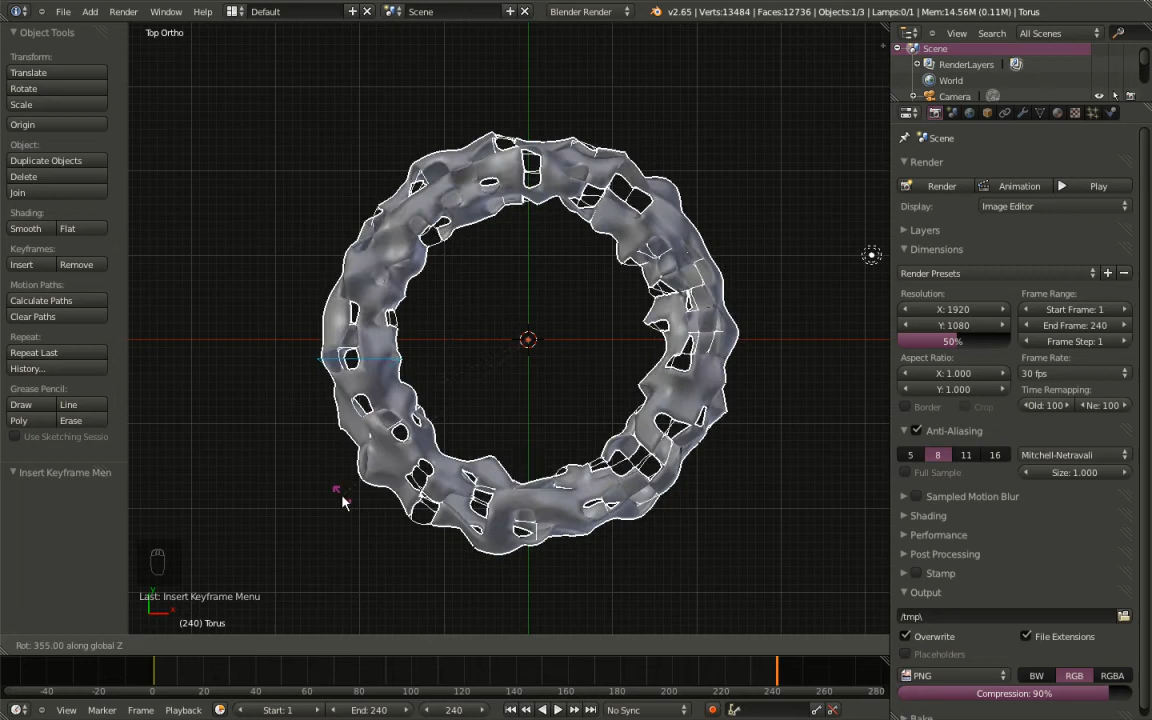 File Add Render Window Help Default Scene Blender Render v2.65 | Verts:13484 | Faces:12736 | Objects:1/3 | Lamps:0/1 | Mem:14.56M (0.11M) | Torus
Object Tools
Transform:
Translate
Rotate
Scale
Origin
Object:
Duplicate Objects
Delete
Join
Shading:
Smooth Flat
Keyframes:
Insert Remove
Motion Paths:
Calculate Paths
Clear Paths
Repeat:
Repeat Last
History...
Grease Pencil:
Draw Line
Poly Erase
Use Sketching Sessio
Insert Keyframe Men
Top Ortho
Last: Insert Keyframe Menu
y
x
(240) Torus
Rot: 355.00 along global Z
View Search All Scenes
Scene
RenderLayers
World
Camera
Scene
Render
Render Animation Play
Display: Image Editor
Layers
Dimensions
Render Presets
Resolution: Frame Range:
X: 1920 Start Frame: 1
Y: 1080 End Frame: 240
50% Frame Step: 1
Aspect Ratio: Frame Rate:
X: 1.000 30 fps
Y: 1.000 Time Remapping:
Border Crop Old: 100 Ne: 100
Anti-Aliasing
5 8 11 16 Mitchell-Netravali
Full Sample Size: 1.000
Sampled Motion Blur
Shading
Performance
Post Processing
Stamp
Output
/tmp\
Overwrite File Extensions
Placeholders
PNG BW RGB RGBA
Compression: 90%
Bake
-40 -20 0 20 40 60 80 100 120 140 160 180 200 220 240 260 280
View Marker Frame Playback Start: 1 End: 240 240 No Sync